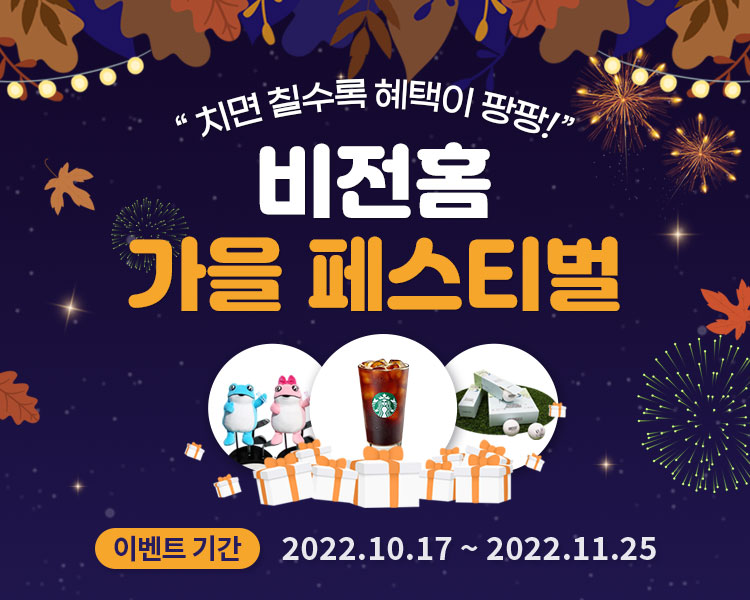 “ 치면 칠수록 혜택이 팡팡! ”
비전홈
가을 페스티벌
이벤트 기간 2022.10.17 ~ 2022.11.25